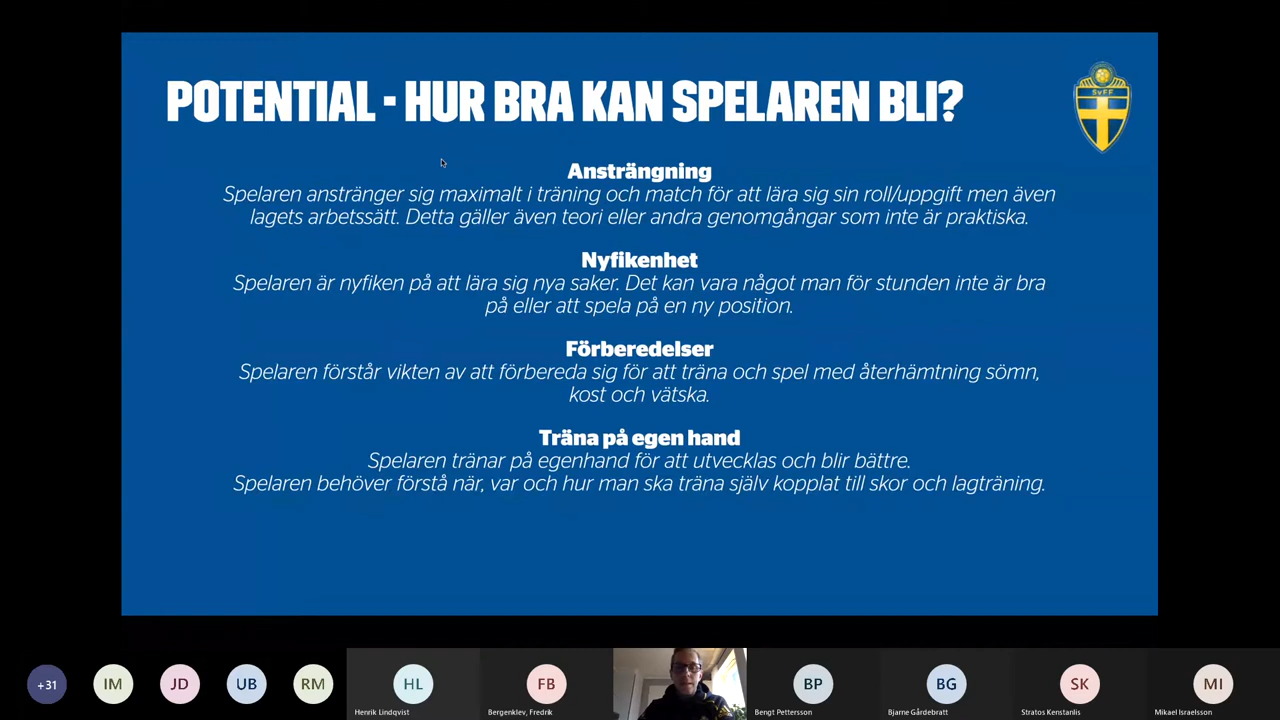 POTENTIAL - HUR BRA KAN SPELAREN BLI?
SvFF
Ansträngning
Spelaren anstränger sig maximalt i träning och match för att lära sig sin roll/uppgift men även
lagets arbetssätt. Detta gäller även teori eller andra genomgångar som inte är praktiska.
Nyfikenhet
Spelaren är nyfiken på att lära sig nya saker. Det kan vara något man för stunden inte är bra
på eller att spela på en ny position.
Förberedelser
Spelaren förstår vikten av att förbereda sig för att träna och spel med återhämtning sömn,
kost och vätska.
Träna på egen hand
Spelaren tränar på egenhand för att utvecklas och blir bättre.
Spelaren behöver förstå när, var och hur man ska träna själv kopplat till skor och lagträning.
+31
IM
JD
UB
RM
HL
FB
BP
BG
SK
MI
Henrik Lindqvist
Bergenklev, Fredrik
Bengt Pettersson
Bjarne Gårdebratt
Stratos Kenstanlis
Mikael Israelsson